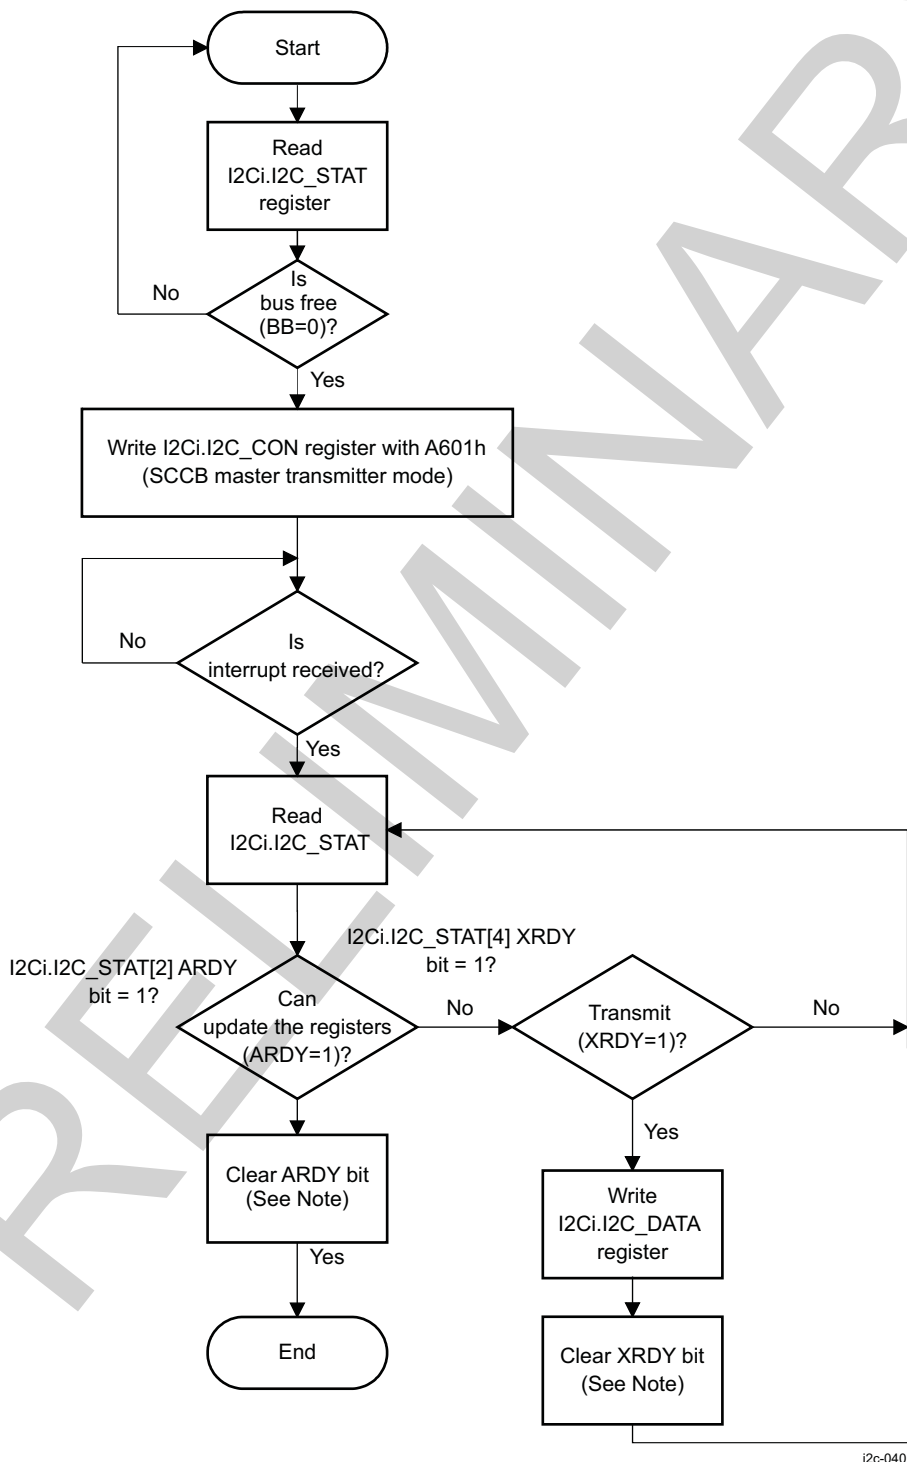 Start
Read
I2Ci.I2C_STAT
register
Is
bus free
(BB=0)?
No
Yes
Write I2Ci.I2C_CON register with A601h
(SCCB master transmitter mode)
Is
interrupt received?
No
Yes
Read
I2Ci.I2C_STAT
I2Ci.I2C_STAT[2] ARDY
bit = 1?
I2Ci.I2C_STAT[4] XRDY
bit = 1?
Can
update the registers
(ARDY=1)?
No
Transmit
(XRDY=1)?
No
Yes
Clear ARDY bit
(See Note)
Yes
Write
I2Ci.I2C_DATA
register
End
Clear XRDY bit
(See Note)
i2c-040
RELIMINAR